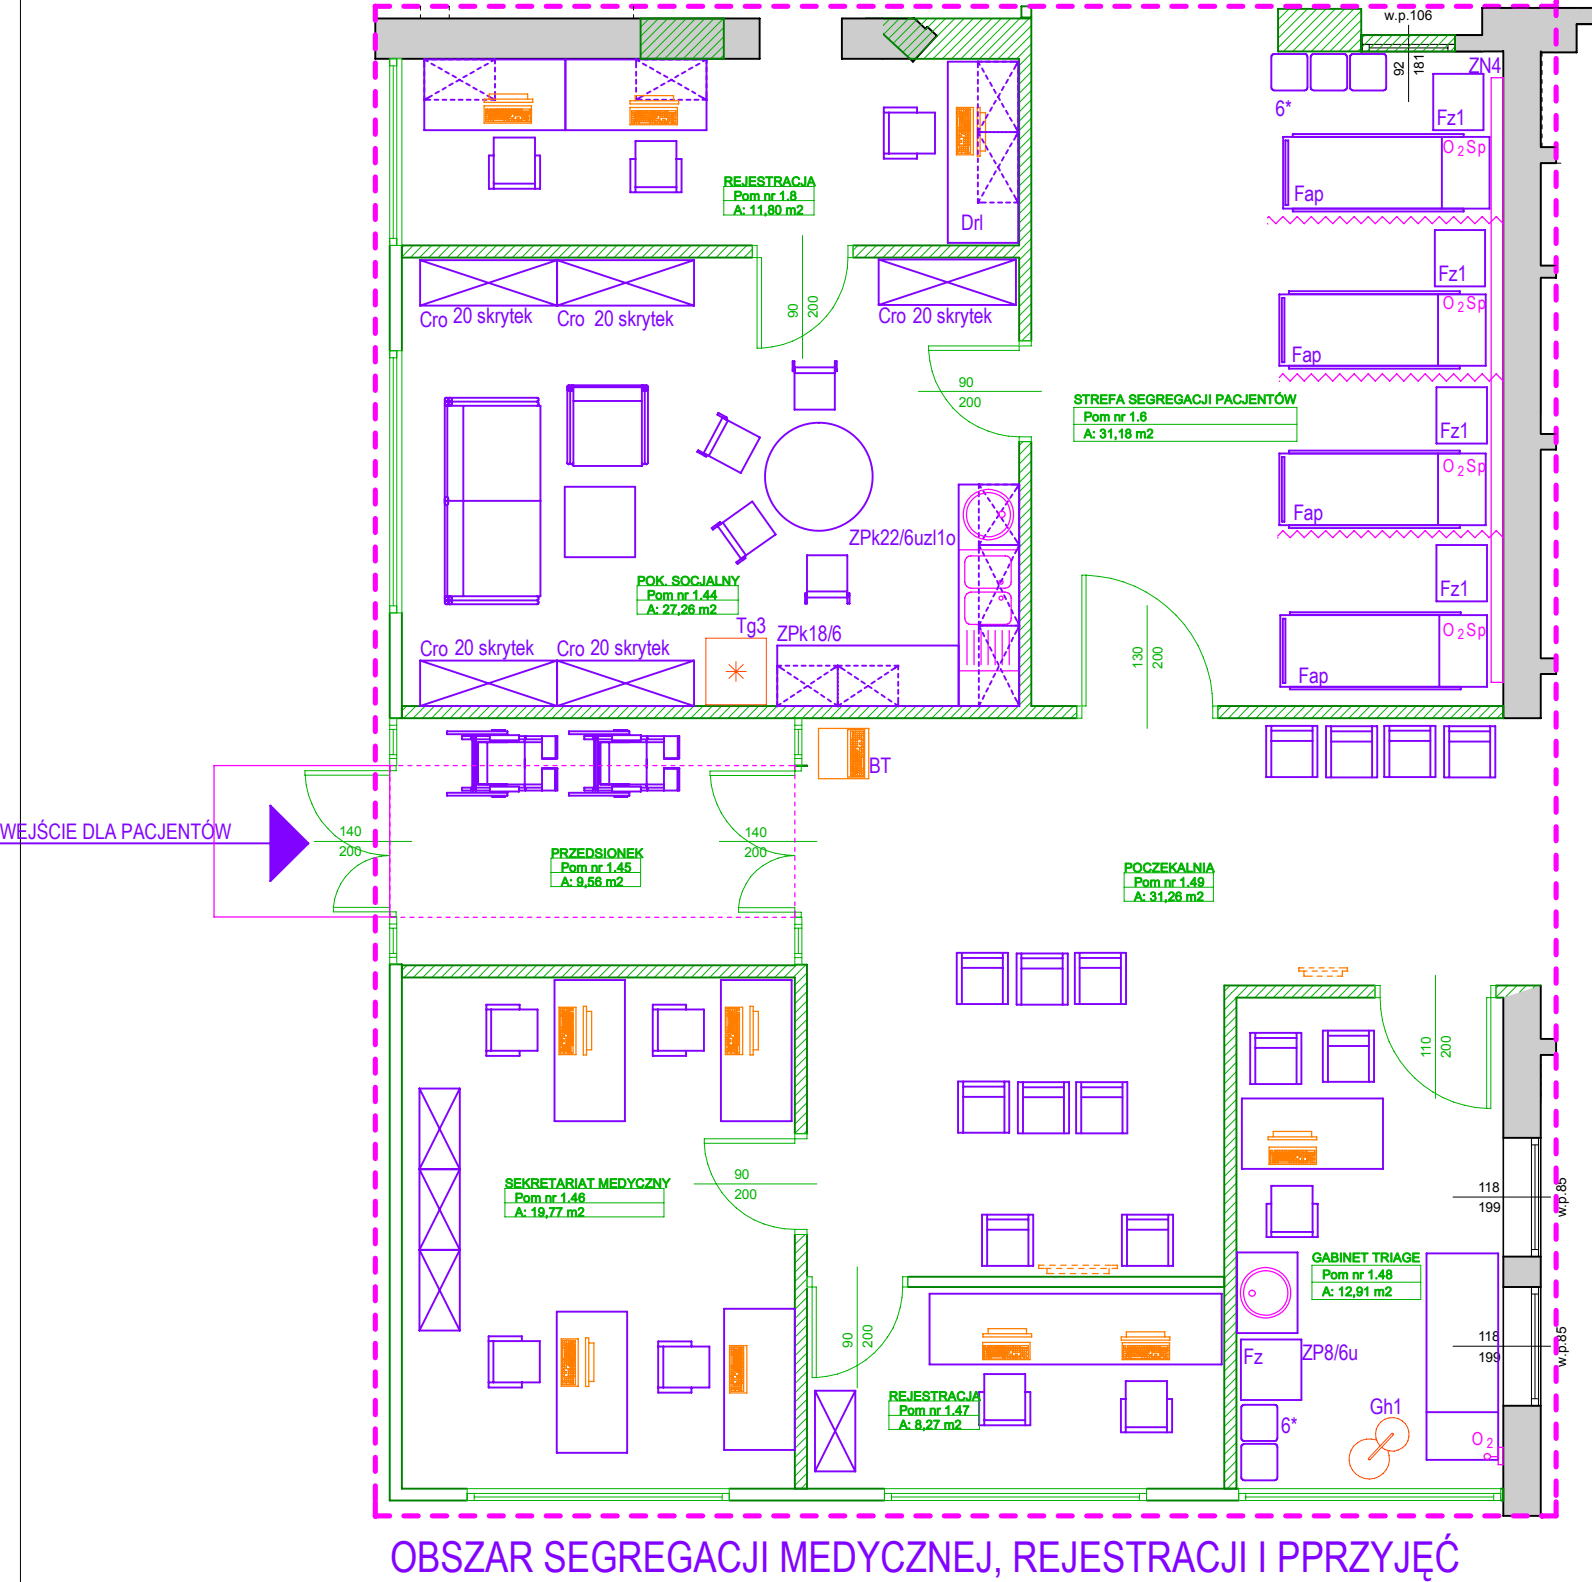 w.p.106
92
181
ZN4
6*
Fz1
O2Sp
Fap
REJESTRACJA
Pom nr 1.8
A: 11,80 m2
Drl
Fz1
O2Sp
Fap
Cro 20 skrytek
Cro 20 skrytek
Cro 20 skrytek
90
200
90
200
STREFA SEGREGACJI PACJENTÓW
Pom nr 1.6
A: 31,18 m2
Fz1
O2Sp
Fap
ZPk22/6uzl1o
POK. SOCJALNY
Pom nr 1.44
A: 27,26 m2
Fz1
O2Sp
Fap
Tg3
ZPk18/6
Cro 20 skrytek
Cro 20 skrytek
130
200
BT
WEJŚCIE DLA PACJENTÓW
140
200
140
200
PRZEDSIONEK
Pom nr 1.45
A: 9,56 m2
POCZEKALNIA
Pom nr 1.49
A: 31,26 m2
110
200
SEKRETARIAT MEDYCZNY
Pom nr 1.46
A: 19,77 m2
90
200
118
199
w.p.85
GABINET TRIAGE
Pom nr 1.48
A: 12,91 m2
90
200
118
199
w.p.85
Fz
ZP8/6u
REJESTRACJA
Pom nr 1.47
A: 8,27 m2
6*
Gh1
O2
OBSZAR SEGREGACJI MEDYCZNEJ, REJESTRACJI I PPRZYJĘĆ